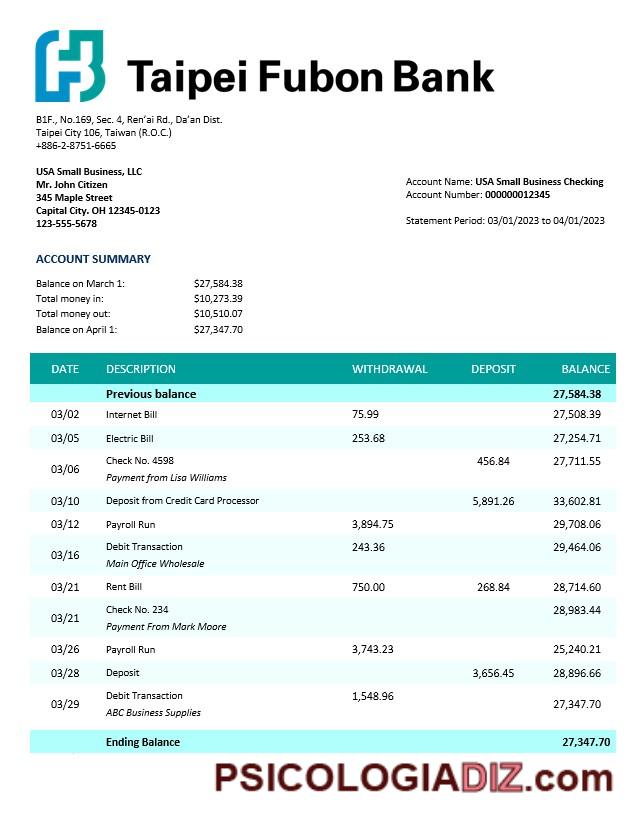 Taipei Fubon Bank
B1F., No.169, Sec. 4, Ren'ai Rd., Da'an Dist.
Taipei City 106, Taiwan (R.O.C.)
+886-2-8751-6665
USA Small Business, LLC
Mr. John Citizen
345 Maple Street
Capital City. OH 12345-0123
123-555-5678
Account Name: USA Small Business Checking
Account Number: 000000012345
Statement Period: 03/01/2023 to 04/01/2023
ACCOUNT SUMMARY
Balance on March 1: $27,584.38
Total money in: $10,273.39
Total money out: $10,510.07
Balance on April 1: $27,347.70
DATE DESCRIPTION WITHDRAWAL DEPOSIT BALANCE
Previous balance 27,584.38
03/02 Internet Bill 75.99 27,508.39
03/05 Electric Bill 253.68 27,254.71
03/06 Check No. 4598 456.84 27,711.55
Payment from Lisa Williams
03/10 Deposit from Credit Card Processor 5,891.26 33,602.81
03/12 Payroll Run 3,894.75 29,708.06
03/16 Debit Transaction 243.36 29,464.06
Main Office Wholesale
03/21 Rent Bill 750.00 268.84 28,714.60
03/21 Check No. 234 28,983.44
Payment From Mark Moore
03/26 Payroll Run 3,743.23 25,240.21
03/28 Deposit 3,656.45 28,896.66
03/29 Debit Transaction 1,548.96 27,347.70
ABC Business Supplies
Ending Balance 27,347.70
PSICOLOGIADIZ.com